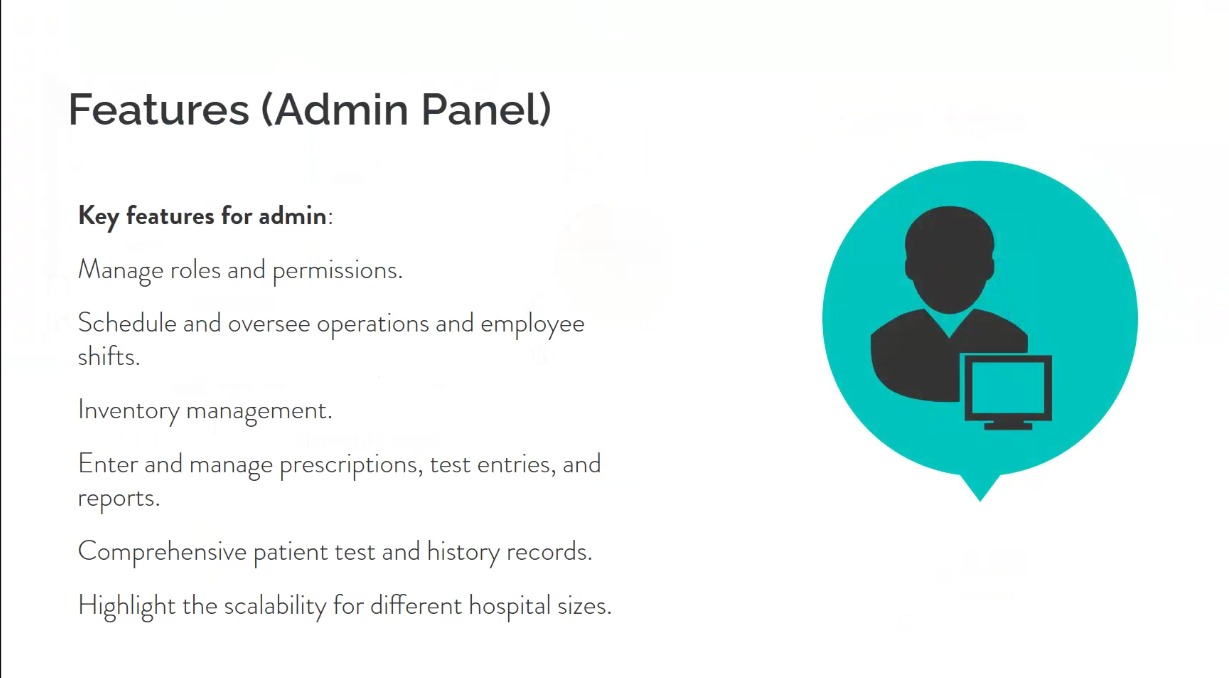 Features (Admin Panel)
Key features for admin:
Manage roles and permissions.
Schedule and oversee operations and employee
shifts.
Inventory management.
Enter and manage prescriptions, test entries, and
reports.
Comprehensive patient test and history records.
Highlight the scalability for different hospital sizes.